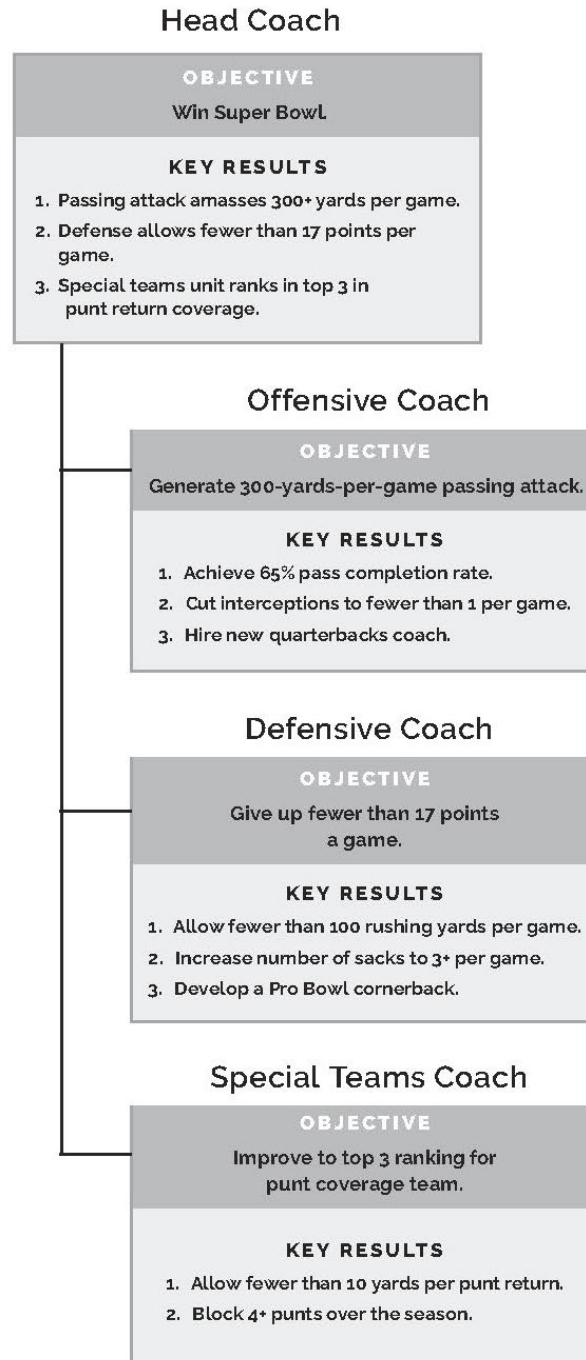 Head Coach
OBJECTIVE
Win Super Bowl
KEY RESULTS
1. Passing attack amasses 300+ yards per game.
2. Defense allows fewer than 17 points per
game.
3. Special teams unit ranks in top 3 in
punt return coverage.
Offensive Coach
OBJECTIVE
Generate 300-yards-per-game passing attack.
KEY RESULTS
1. Achieve 65% pass completion rate.
2. Cut interceptions to fewer than 1 per game.
3. Hire new quarterbacks coach.
Defensive Coach
OBJECTIVE
Give up fewer than 17 points
a game.
KEY RESULTS
1. Allow fewer than 100 rushing yards per game.
2. Increase number of sacks to 3+ per game.
3. Develop a Pro Bowl cornerback.
Special Teams Coach
OBJECTIVE
Improve to top 3 ranking for
punt coverage team.
KEY RESULTS
1. Allow fewer than 10 yards per punt return.
2. Block 4+ punts over the season.